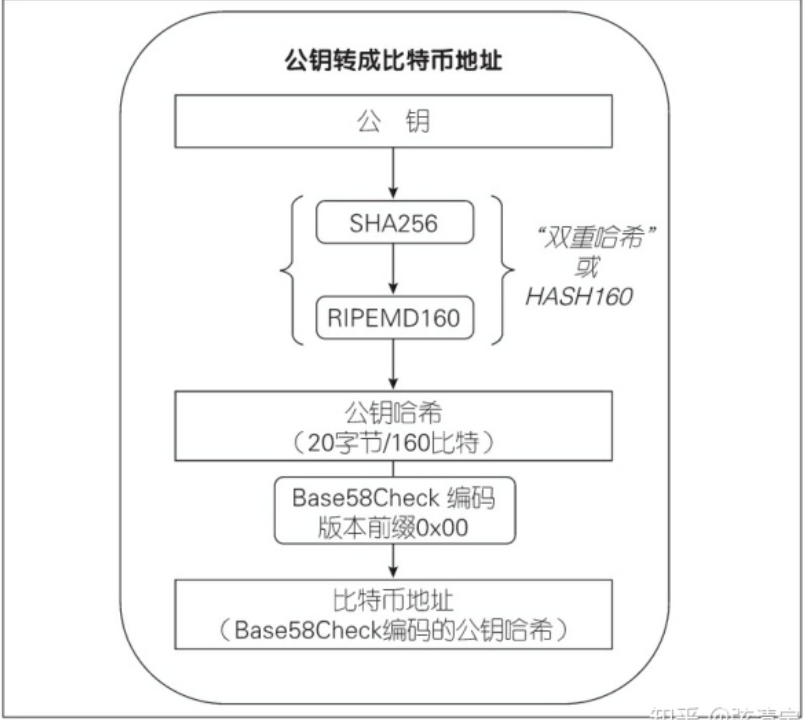 公钥转成比特币地址
公 钥
SHA256
RIPEMD160
“双重哈希”
或
HASH160
公钥哈希
（20字节/160比特）
Base58Check 编码
版本前缀0x00
比特币地址
（Base58Check编码的公钥哈希）
知乎